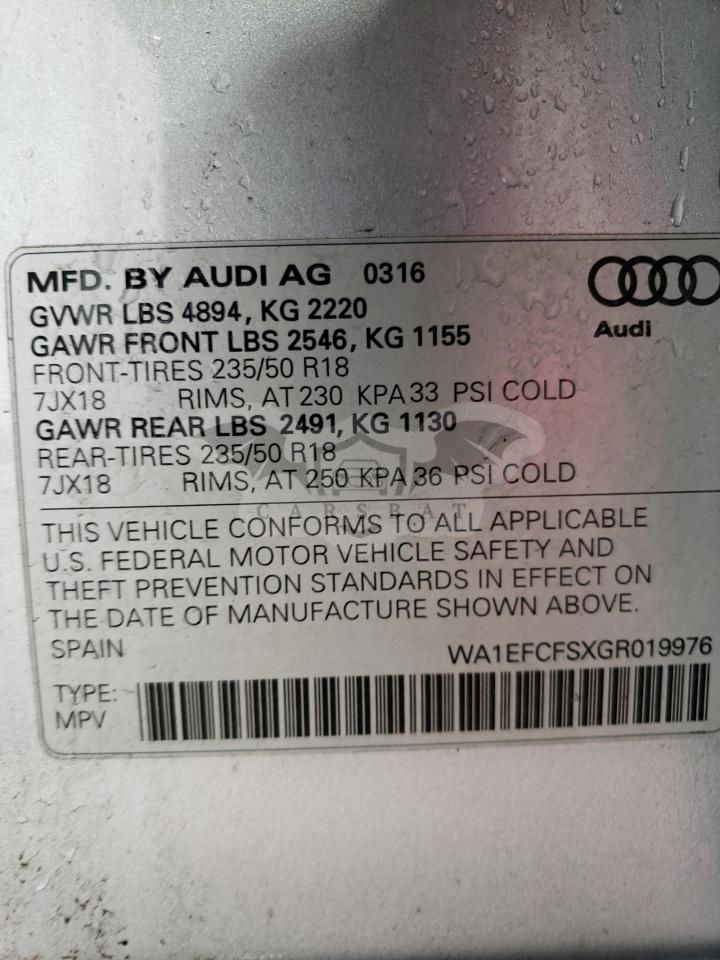 MFD. BY AUDI AG 0316
Audi
GVWR LBS 4894, KG 2220
GAWR FRONT LBS 2546, KG 1155
FRONT-TIRES 235/50 R18
7JX18 RIMS, AT 230 KPA 33 PSI COLD
GAWR REAR LBS 2491, KG 1130
REAR-TIRES 235/50 R18
7JX18 RIMS, AT 250 KPA 36 PSI COLD
CARSBAT
THIS VEHICLE CONFORMS TO ALL APPLICABLE
U.S. FEDERAL MOTOR VEHICLE SAFETY AND
THEFT PREVENTION STANDARDS IN EFFECT ON
THE DATE OF MANUFACTURE SHOWN ABOVE.
SPAIN WA1EFCFSXGR019976
TYPE:
MPV